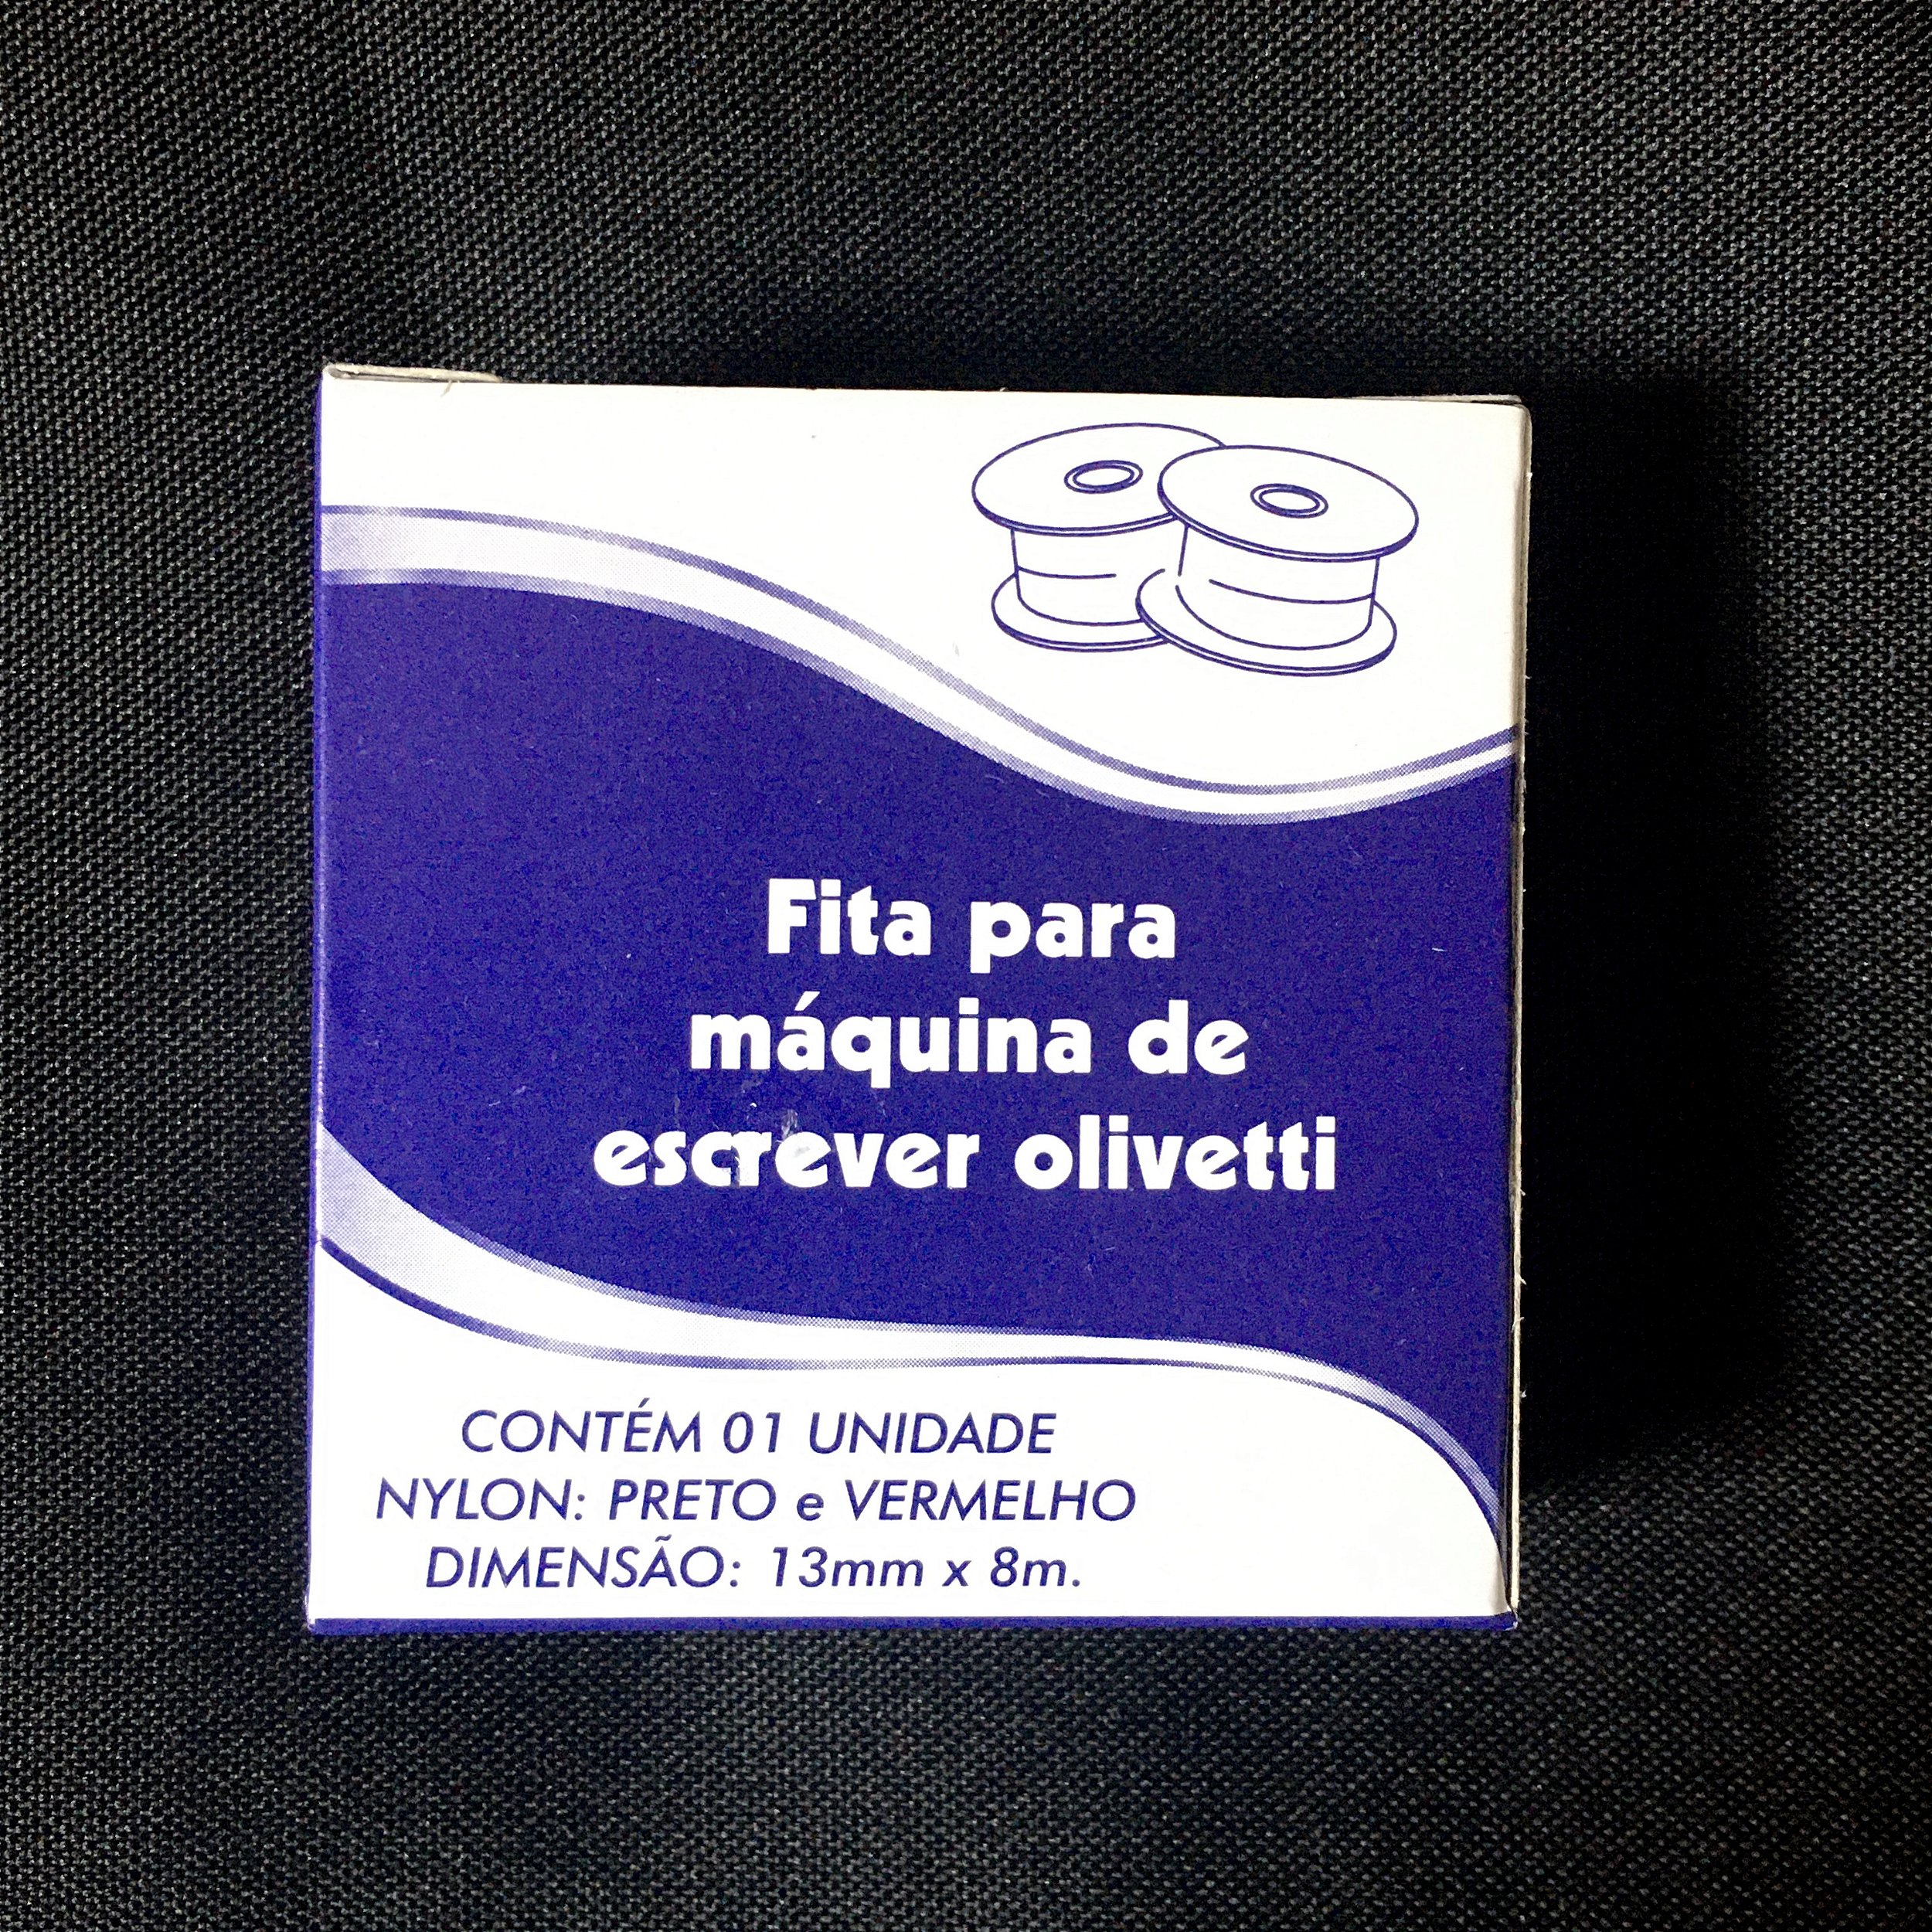 Fita para
máquina de
escrever olivetti
CONTÉM 01 UNIDADE
NYLON: PRETO e VERMELHO
DIMENSÃO: 13mm x 8m.